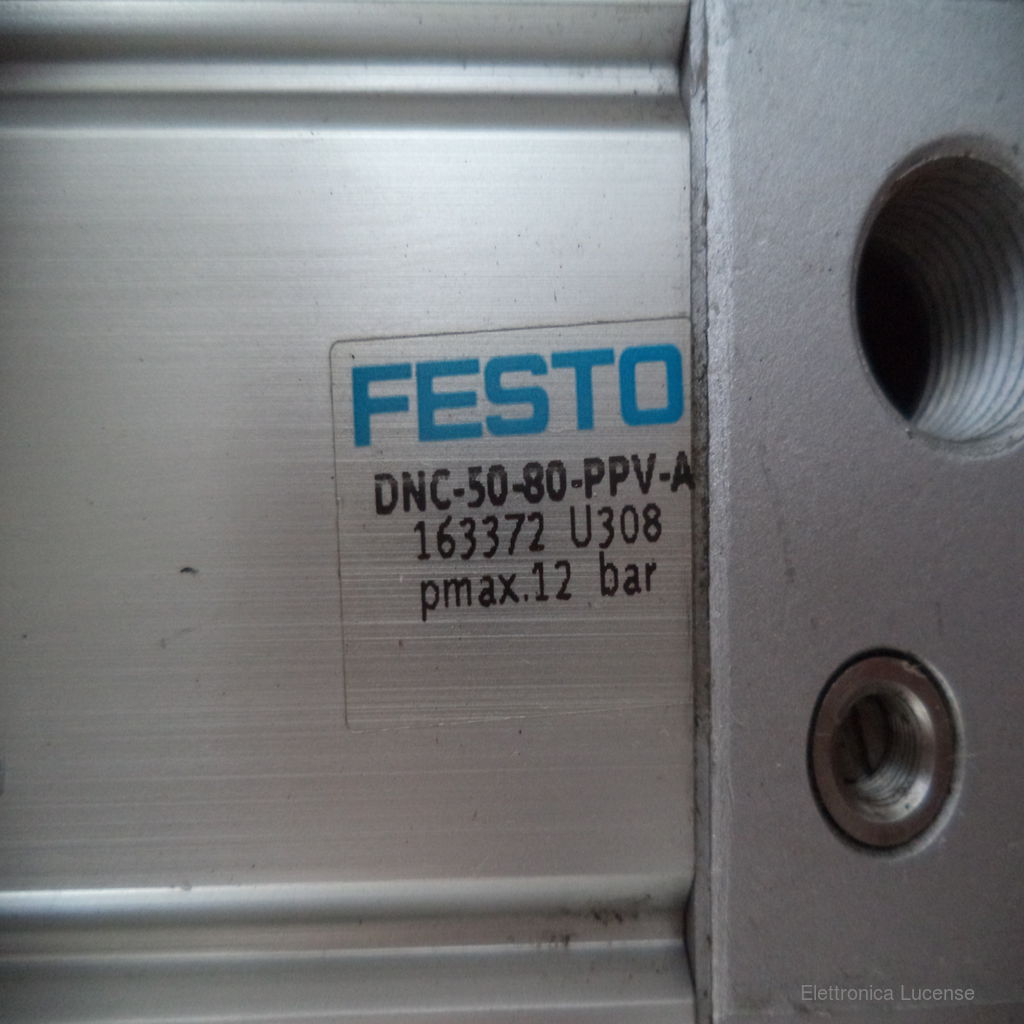 FESTO
DNC-50-80-PPV-A
163372 U308
pmax.12 bar
Elettronica Lucense